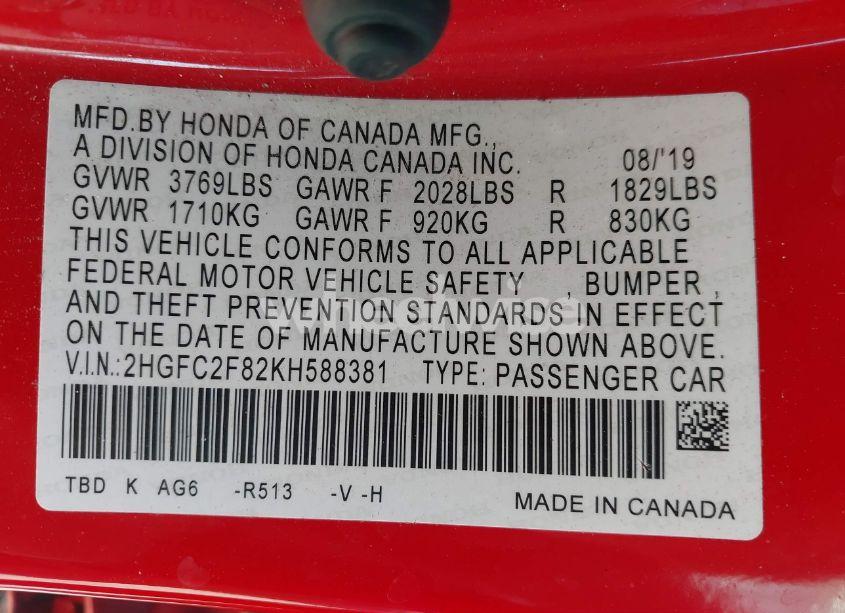 MFD.BY HONDA OF CANADA MFG.,
A DIVISION OF HONDA CANADA INC. 08/'19
GVWR 3769LBS GAWR F 2028LBS R 1829LBS
GVWR 1710KG GAWR F 920KG R 830KG
THIS VEHICLE CONFORMS TO ALL APPLICABLE
FEDERAL MOTOR VEHICLE SAFETY , BUMPER ,
AND THEFT PREVENTION STANDARDS IN EFFECT
ON THE DATE OF MANUFACTURE SHOWN ABOVE.
V.I.N.:2HGFC2F82KH588381 TYPE: PASSENGER CAR
TBD K AG6 -R513 -V -H
MADE IN CANADA